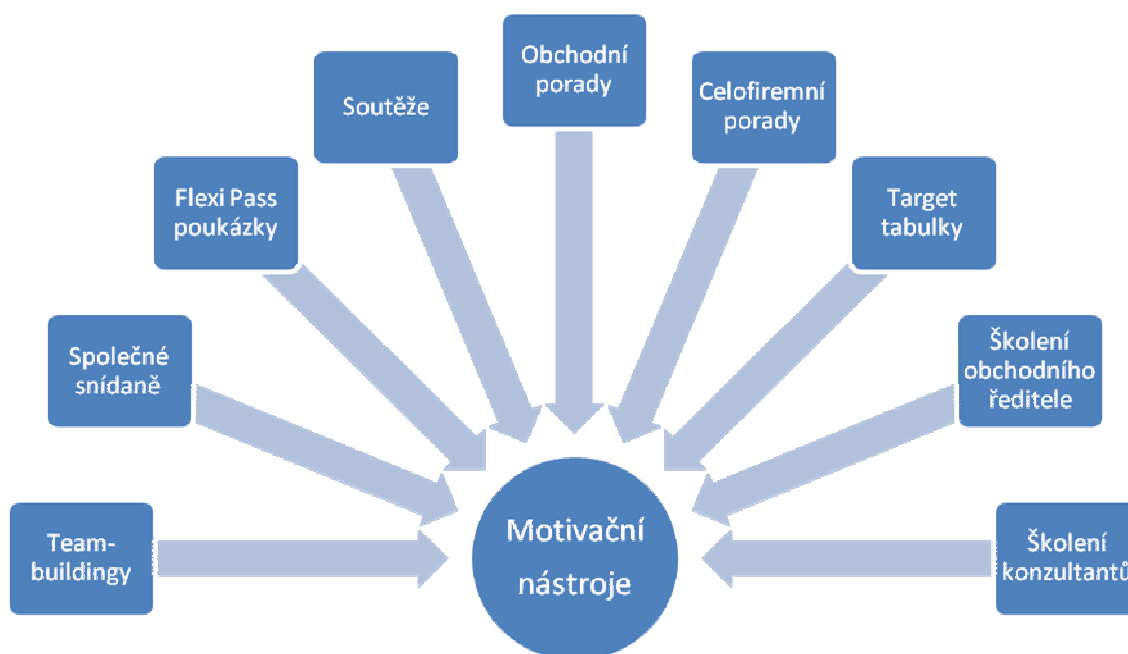 Obchodní
porady
Soutěže
Celofiremní
porady
Flexi Pass
poukázky
Target
tabulky
Společné
snídaně
Školení
obchodního
ředitele
Team-
buildingy
Motivační
nástroje
Školení
konzultantů